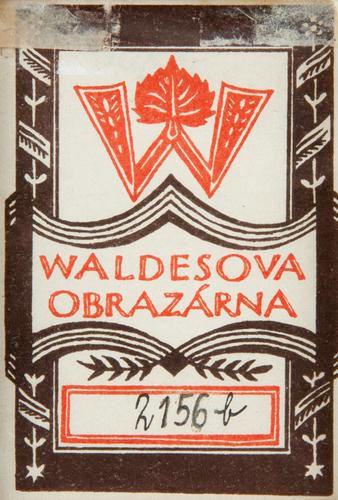 W
WALDESOVA
OBRAZÁRNA
2156 b